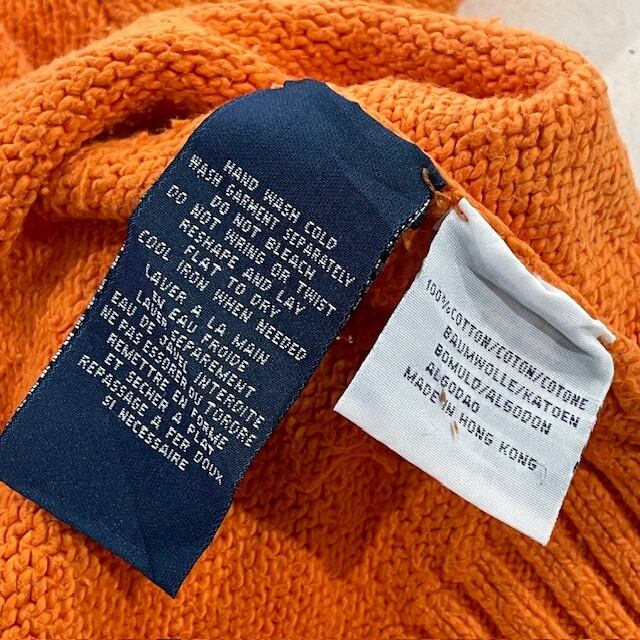 HAND WASH COLD
WASH GARMENT SEPARATELY
DO NOT BLEACH
DO NOT WRING OR TWIST
RESHAPE AND LAY
FLAT TO DRY
COOL IRON WHEN NEEDED
LAVER A LA MAIN
EN EAU FROIDE
LAVER SEPAREMENT
EAU DE JAVEL INTERDITE
NE PAS ESSORER OU TORDRE
REMETTRE EN FORME
ET SECHER A PLAT
REPASSAGE A FER DOUX
SI NECESSAIRE
100%COTTON/COTON/COTONE
BAUMWOLLE/KATOEN
BOMULD/ALGODON
ALGODAO
MADE IN HONG KONG